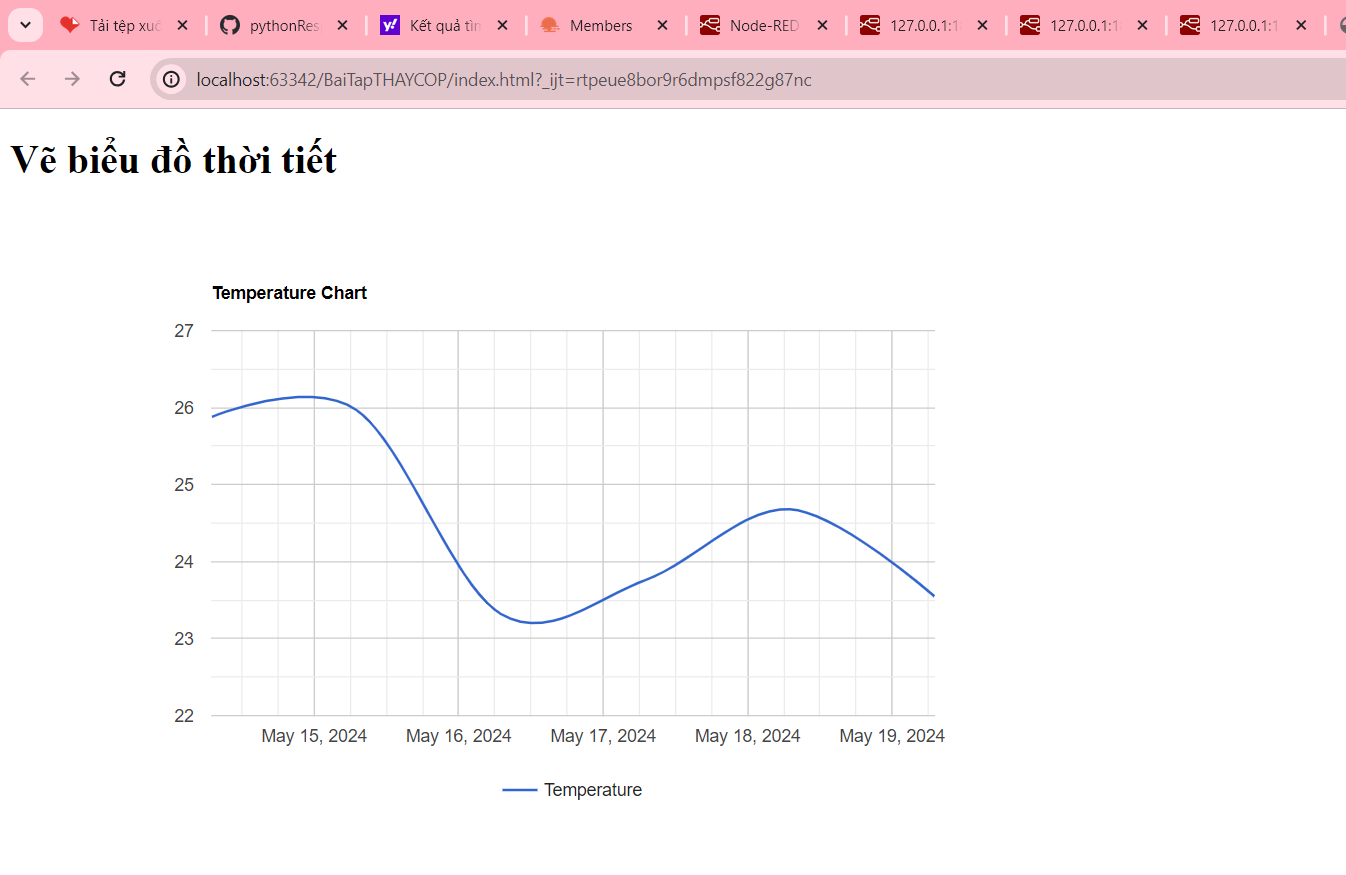 Tải tệp xuố
pythonRes
Kết quả tìn
Members
Node-RED
127.0.0.1:18
127.0.0.1:18
127.0.0.1:1
localhost:63342/BaiTapTHAYCOP/index.html?_ijt=rtpeue8bor9r6dmpsf822g87nc
Vẽ biểu đồ thời tiết
Temperature Chart
27
26
25
24
23
22
May 15, 2024
May 16, 2024
May 17, 2024
May 18, 2024
May 19, 2024
Temperature